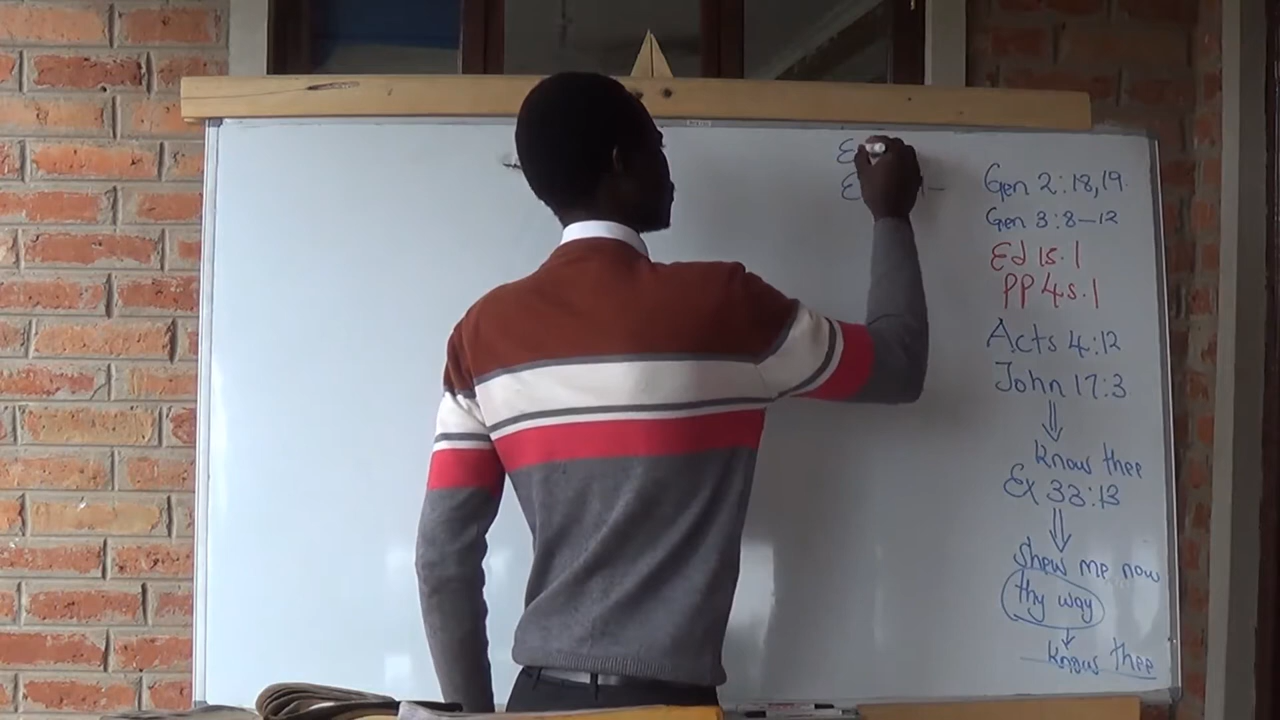 Gen 2:18,19
Gen 3:8-12
Ed 15.1
PP 45.1
Acts 4:12
John 17:3
know thee
Ex 33:13
shew me now
thy way
know thee